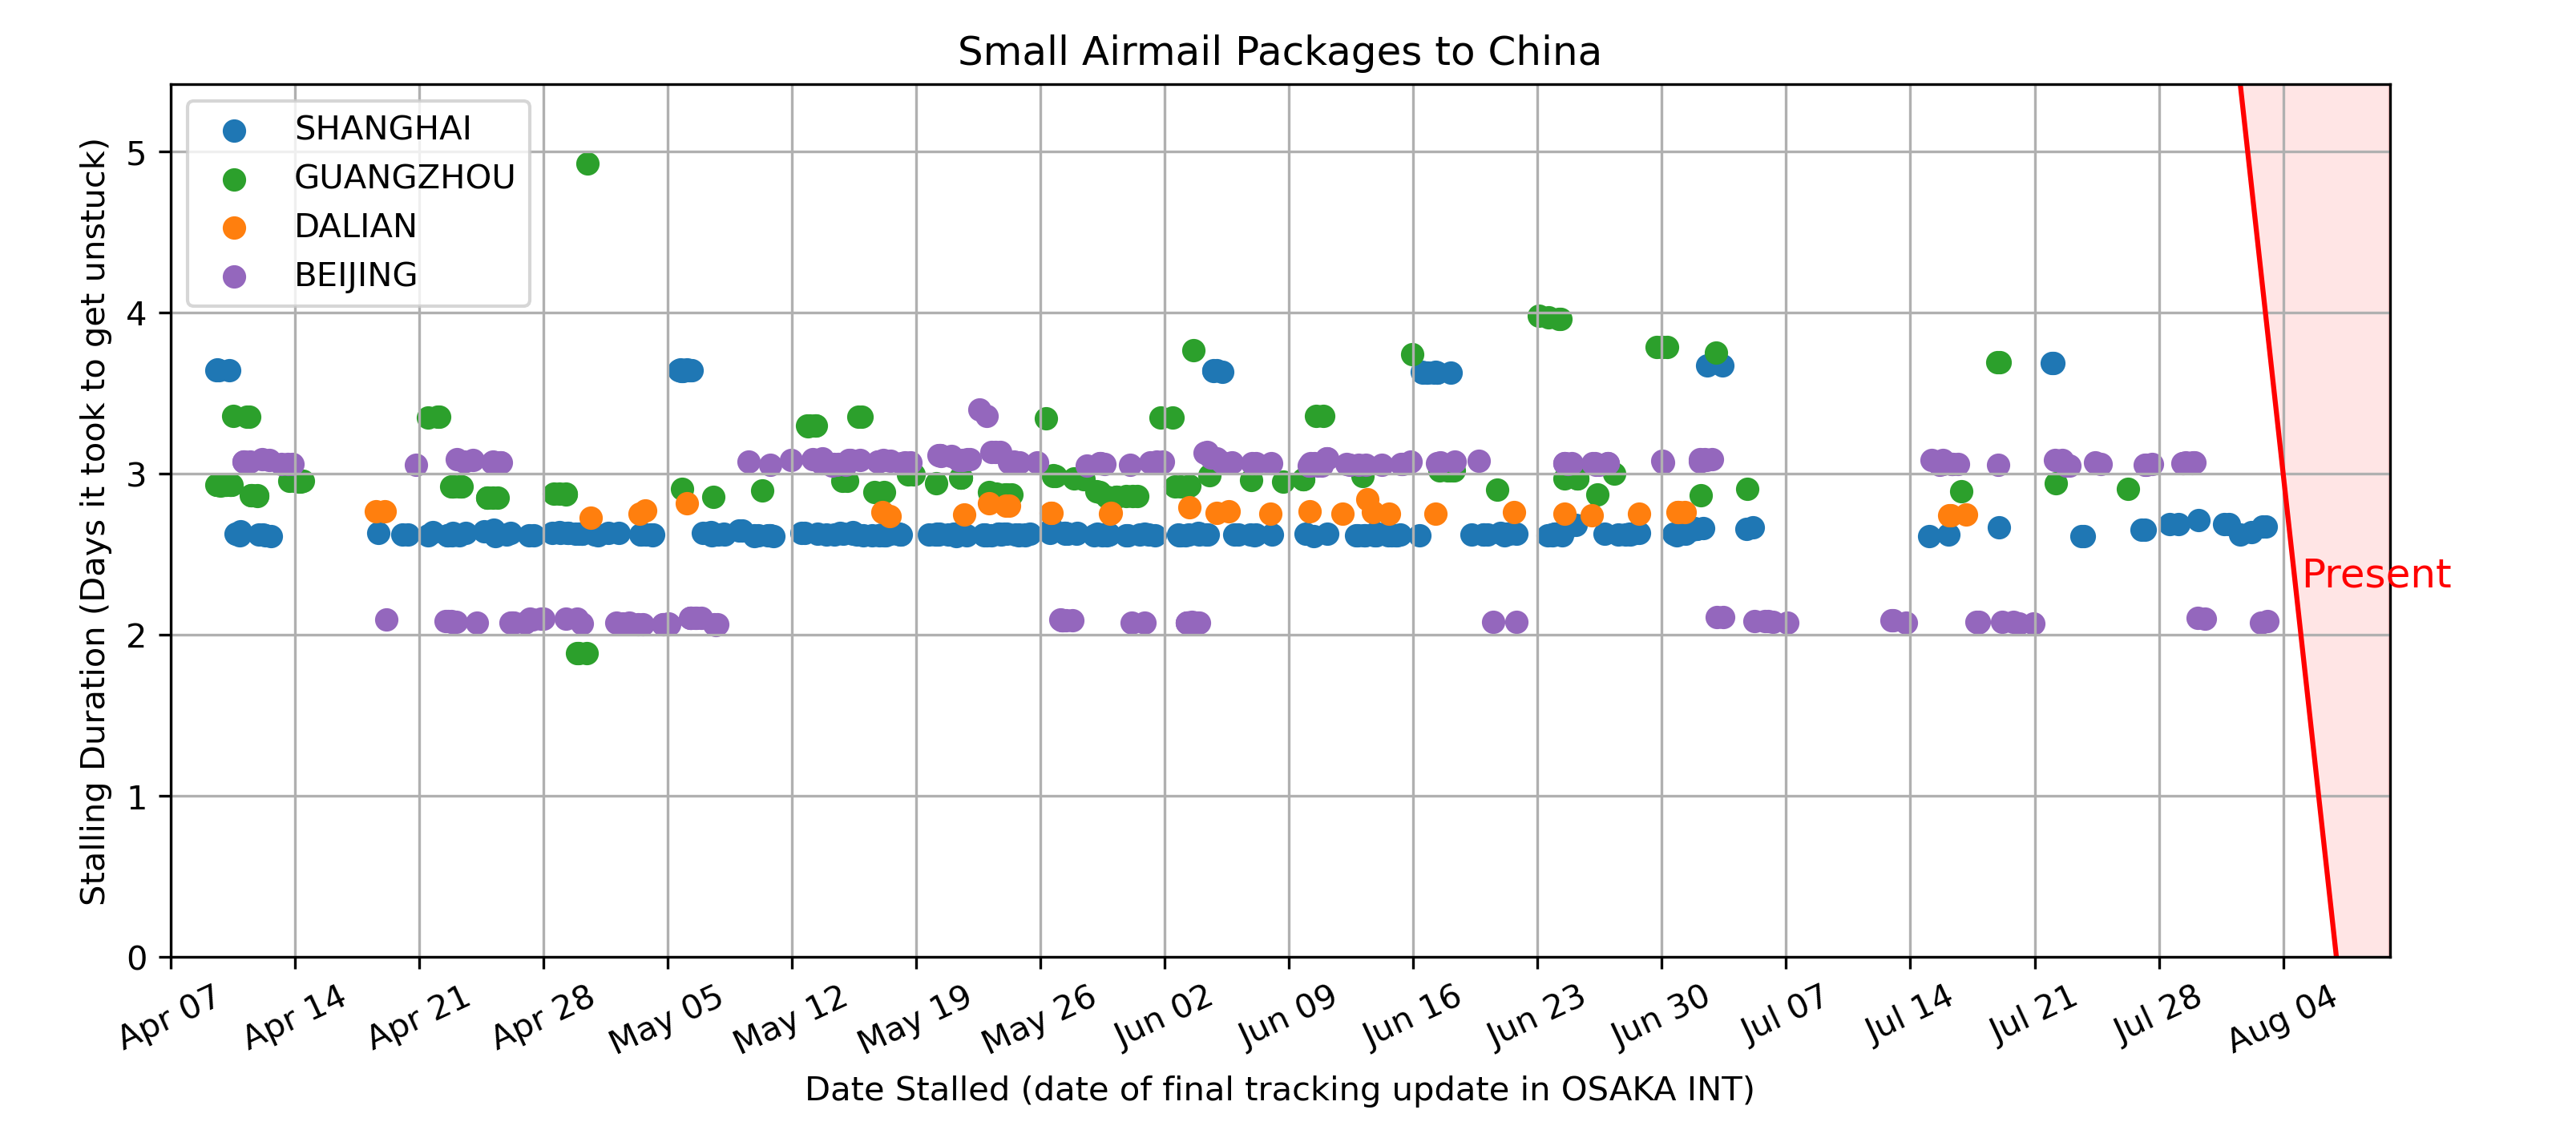 Small Airmail Packages to China
SHANGHAI
GUANGZHOU
DALIAN
BEIJING
Stalling Duration (Days it took to get unstuck)
5
4
3
2
1
0
Present
Apr 07
Apr 14
Apr 21
Apr 28
May 05
May 12
May 19
May 26
Jun 02
Jun 09
Jun 16
Jun 23
Jun 30
Jul 07
Jul 14
Jul 21
Jul 28
Aug 04
Date Stalled (date of final tracking update in OSAKA INT)